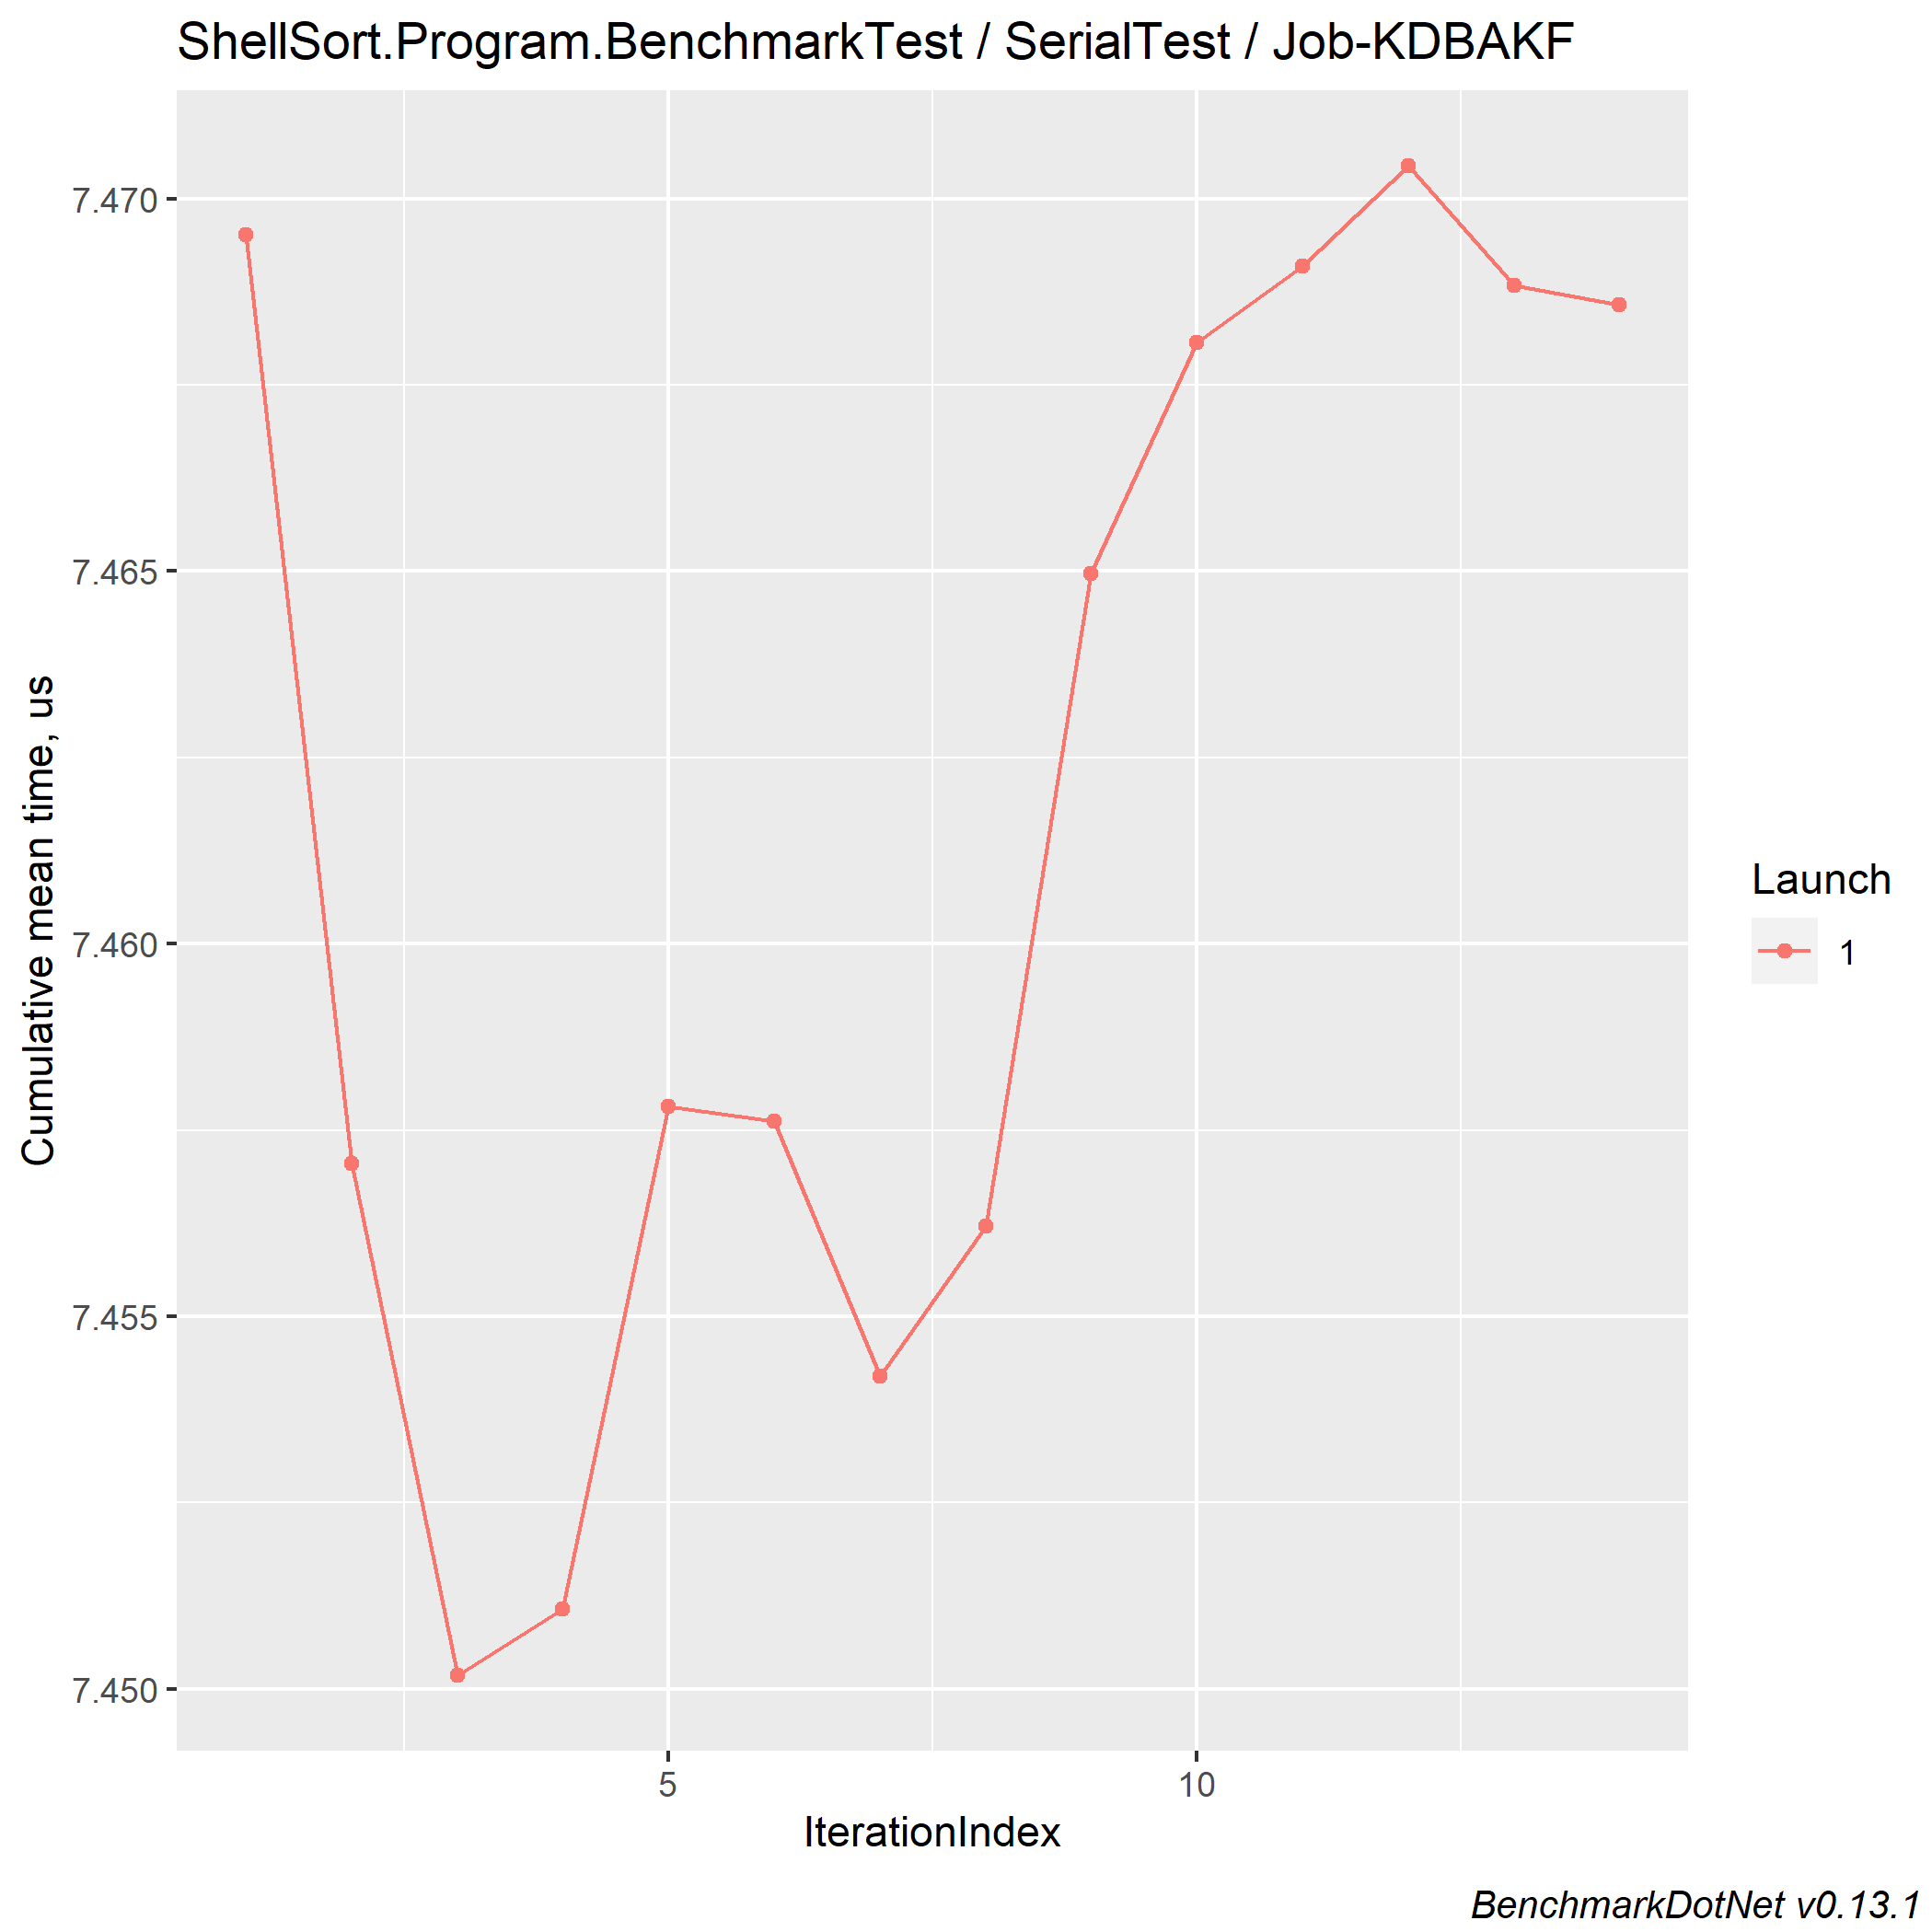 ShellSort.Program.BenchmarkTest / SerialTest / Job-KDBAKF
7.470
7.465
7.460
7.455
7.450
Cumulative mean time, us
5
10
IterationIndex
Launch
1
BenchmarkDotNet v0.13.1